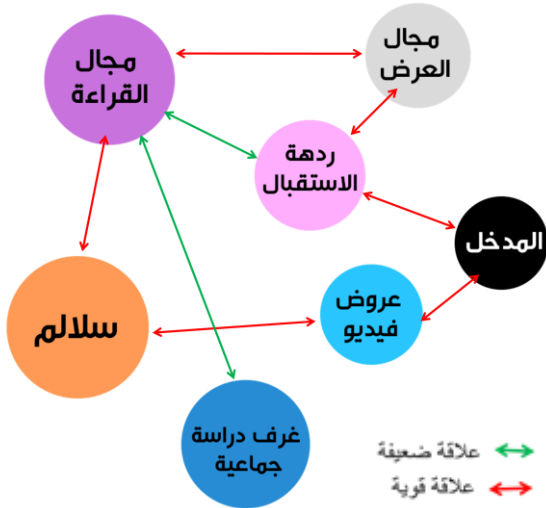 مجال
العرض
مجال
القراءة
ردهة
الاستقبال
المدخل
عروض
فيديو
سلالم
غرف دراسة
جماعية
علاقة ضعيفة
علاقة قوية